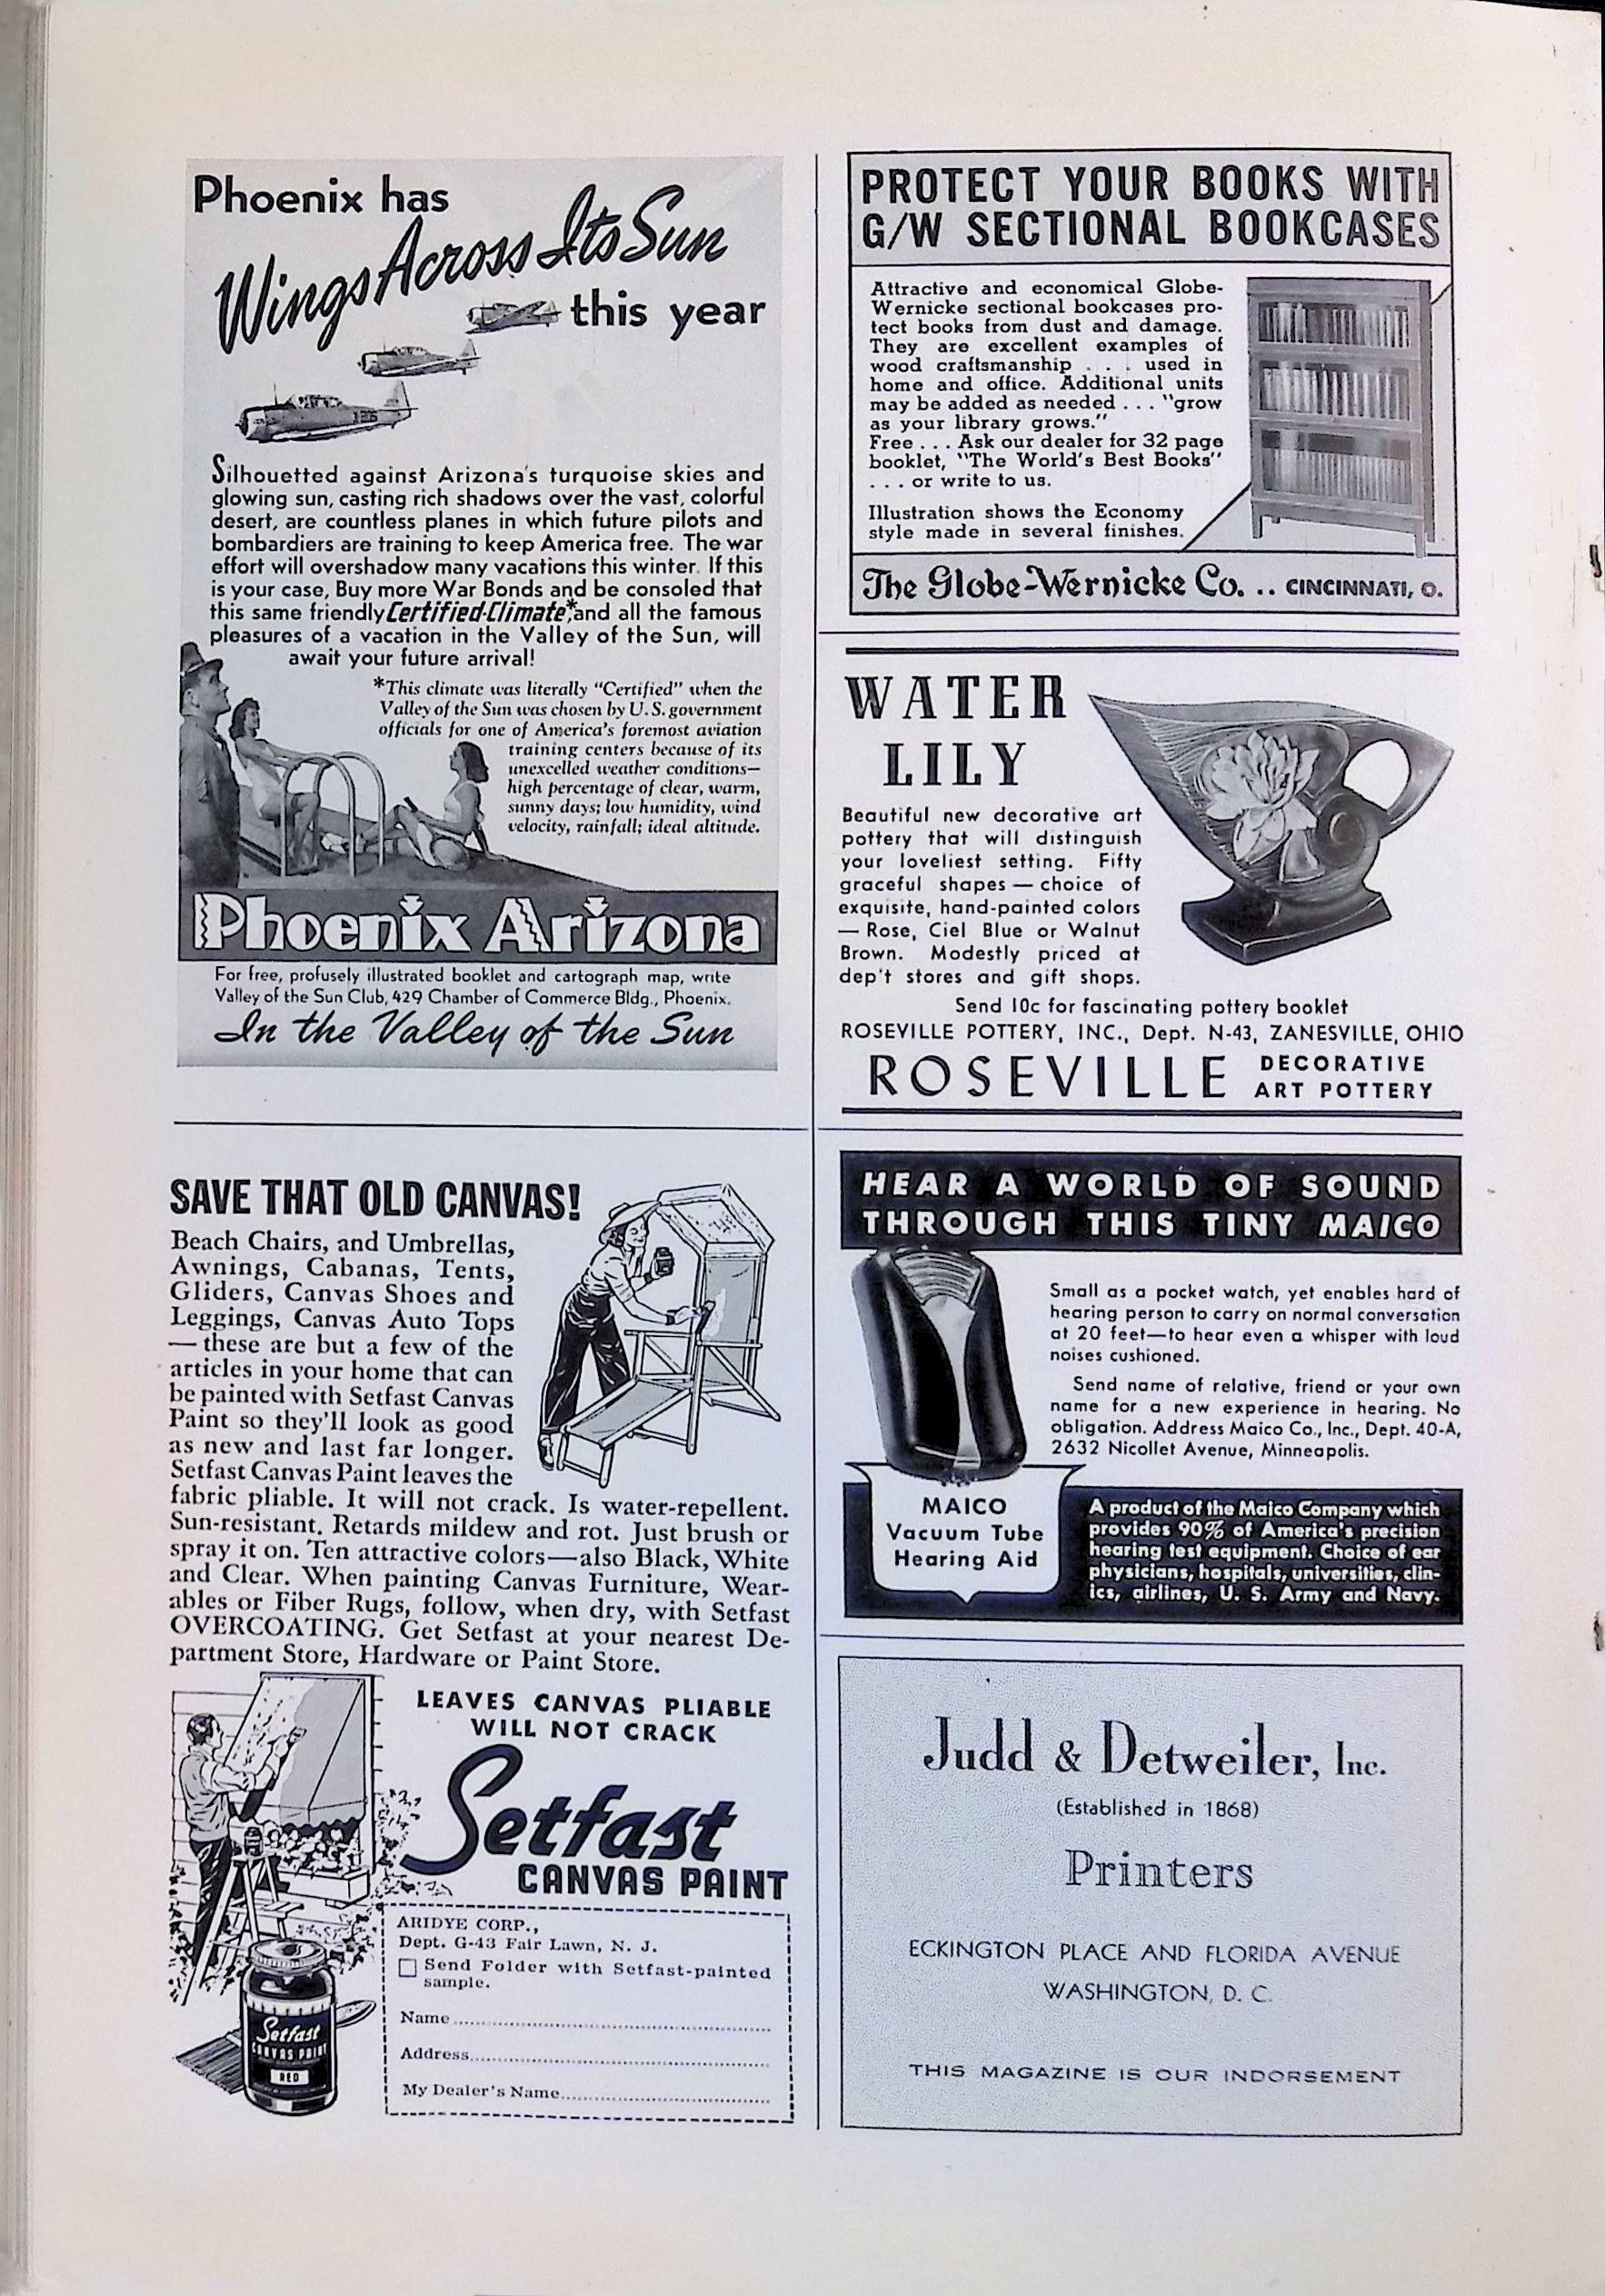 Phoenix has
Wings Across Its Sun
this year
Silhouetted against Arizona's turquoise skies and
glowing sun, casting rich shadows over the vast, colorful
desert, are countless planes in which future pilots and
bombardiers are training to keep America free. The war
effort will overshadow many vacations this winter. If this
is your case, Buy more War Bonds and be consoled that
this same friendly Certified-Climate*, and all the famous
pleasures of a vacation in the Valley of the Sun, will
await your future arrival!
*This climate was literally "Certified" when the
Valley of the Sun was chosen by U.S. government
officials for one of America's foremost aviation
training centers because of its
unexcelled weather conditions—
high percentage of clear, warm,
sunny days; low humidity, wind
velocity, rainfall; ideal altitude.
Phoenix Arizona
For free, profusely illustrated booklet and cartograph map, write
Valley of the Sun Club, 429 Chamber of Commerce Bldg., Phoenix.
In the Valley of the Sun
SAVE THAT OLD CANVAS!
Beach Chairs, and Umbrellas,
Awnings, Cabanas, Tents,
Gliders, Canvas Shoes and
Leggings, Canvas Auto Tops
— these are but a few of the
articles in your home that can
be painted with Setfast Canvas
Paint so they'll look as good
as new and last far longer.
Setfast Canvas Paint leaves the
fabric pliable. It will not crack. Is water-repellent.
Sun-resistant. Retards mildew and rot. Just brush or
spray it on. Ten attractive colors—also Black, White
and Clear. When painting Canvas Furniture, Wear-
ables or Fiber Rugs, follow, when dry, with Setfast
OVERCOATING. Get Setfast at your nearest De-
partment Store, Hardware or Paint Store.
LEAVES CANVAS PLIABLE
WILL NOT CRACK
Setfast
CANVAS PAINT
ARIDYE CORP.,
Dept. G-43 Fair Lawn, N. J.
Send Folder with Setfast-painted
sample.
Name
Address
My Dealer's Name
Setfast
CANVAS PAINT
RED
PROTECT YOUR BOOKS WITH
G/W SECTIONAL BOOKCASES
Attractive and economical Globe-
Wernicke sectional bookcases pro-
tect books from dust and damage.
They are excellent examples of
wood craftsmanship . . . used in
home and office. Additional units
may be added as needed . . . "grow
as your library grows."
Free . . . Ask our dealer for 32 page
booklet, "The World's Best Books"
. . . or write to us.
Illustration shows the Economy
style made in several finishes.
The Globe-Wernicke Co. . . CINCINNATI, O.
WATER
LILY
Beautiful new decorative art
pottery that will distinguish
your loveliest setting. Fifty
graceful shapes — choice of
exquisite, hand-painted colors
— Rose, Ciel Blue or Walnut
Brown. Modestly priced at
dep't stores and gift shops.
Send 10c for fascinating pottery booklet
ROSEVILLE POTTERY, INC., Dept. N-43, ZANESVILLE, OHIO
ROSEVILLE DECORATIVE
ART POTTERY
HEAR A WORLD OF SOUND
THROUGH THIS TINY MAICO
Small as a pocket watch, yet enables hard of
hearing person to carry on normal conversation
at 20 feet—to hear even a whisper with loud
noises cushioned.
Send name of relative, friend or your own
name for a new experience in hearing. No
obligation. Address Maico Co., Inc., Dept. 40-A,
2632 Nicollet Avenue, Minneapolis.
MAICO
Vacuum Tube
Hearing Aid
A product of the Maico Company which
provides 90% of America's precision
hearing test equipment. Choice of ear
physicians, hospitals, universities, clin-
ics, airlines, U. S. Army and Navy.
Judd & Detweiler, Inc.
(Established in 1868)
Printers
ECKINGTON PLACE AND FLORIDA AVENUE
WASHINGTON, D. C.
THIS MAGAZINE IS OUR INDORSEMENT